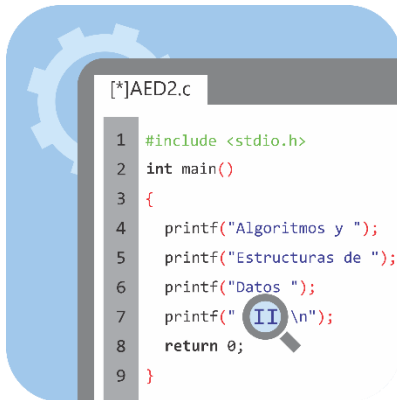 [*]AED2.c
1 #include <stdio.h>
2 int main()
3 {
4 printf("Algoritmos y ");
5 printf("Estructuras de ");
6 printf("Datos ");
7 printf(" II \n");
8 return 0;
9 }